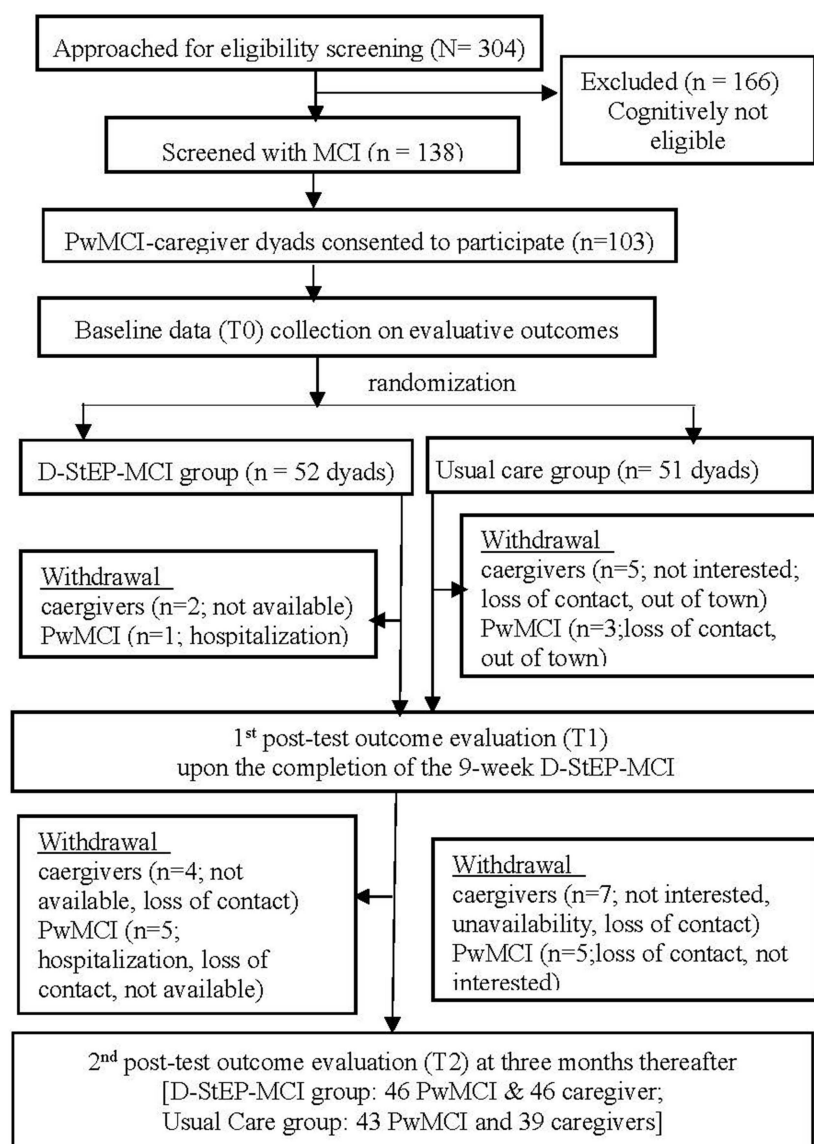 Approached for eligibility screening (N= 304)
Excluded (n = 166)
Cognitively not
eligible
Screened with MCI (n = 138)
PwMCI-caregiver dyads consented to participate (n=103)
Baseline data (T0) collection on evaluative outcomes
randomization
D-StEP-MCI group (n = 52 dyads)
Usual care group (n= 51 dyads)
Withdrawal
caergivers (n=2; not available)
PwMCI (n=1; hospitalization)
Withdrawal
caergivers (n=5; not interested;
loss of contact, out of town)
PwMCI (n=3;loss of contact,
out of town)
1st post-test outcome evaluation (T1)
upon the completion of the 9-week D-StEP-MCI
Withdrawal
caergivers (n=4; not
available, loss of contact)
PwMCI (n=5;
hospitalization, loss of
contact, not available)
Withdrawal
caergivers (n=7; not interested,
unavailability, loss of contact)
PwMCI (n=5;loss of contact, not
interested)
2nd post-test outcome evaluation (T2) at three months thereafter
[D-StEP-MCI group: 46 PwMCI & 46 caregiver;
Usual Care group: 43 PwMCI and 39 caregivers]